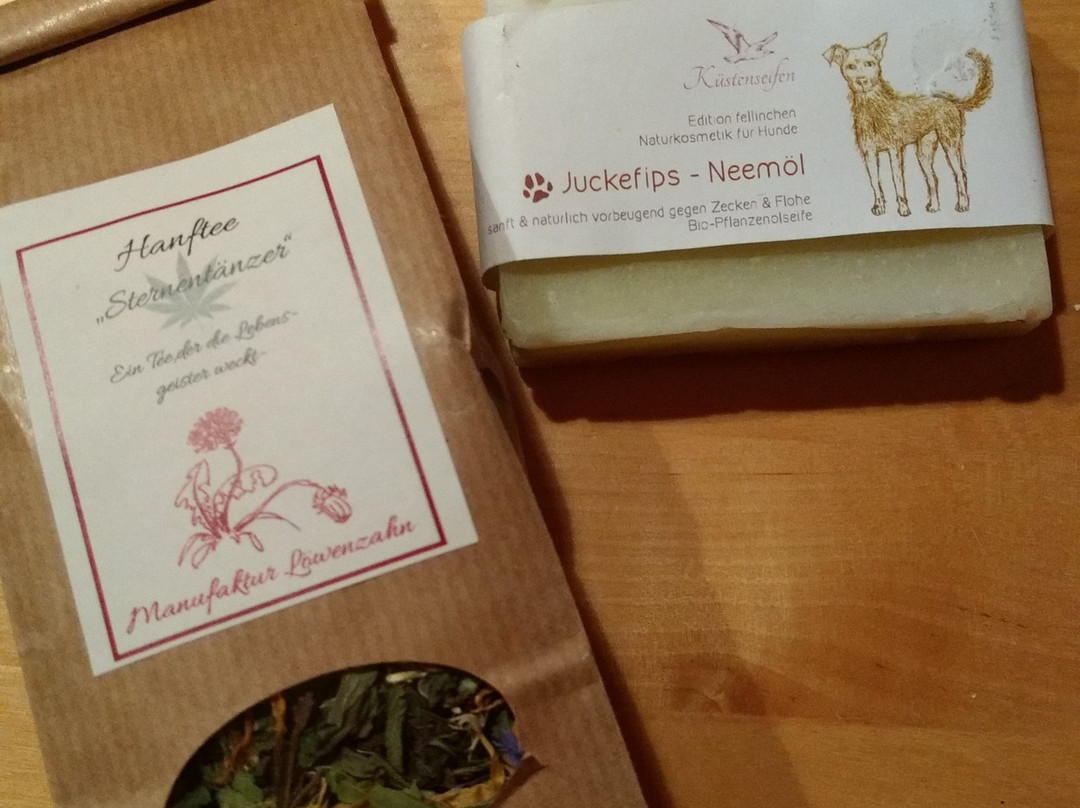 Hanftee
„Sternentänzer“
Ein Tee, der die Lebens-
geister weckt-
Manufaktur Löwenzahn
Küstenseifen
Edition fellinchen
Naturkosmetik für Hunde
Juckefips - Neemöl
sanft & natürlich vorbeugend gegen Zecken & Flöhe
Bio-Pflanzenölseife